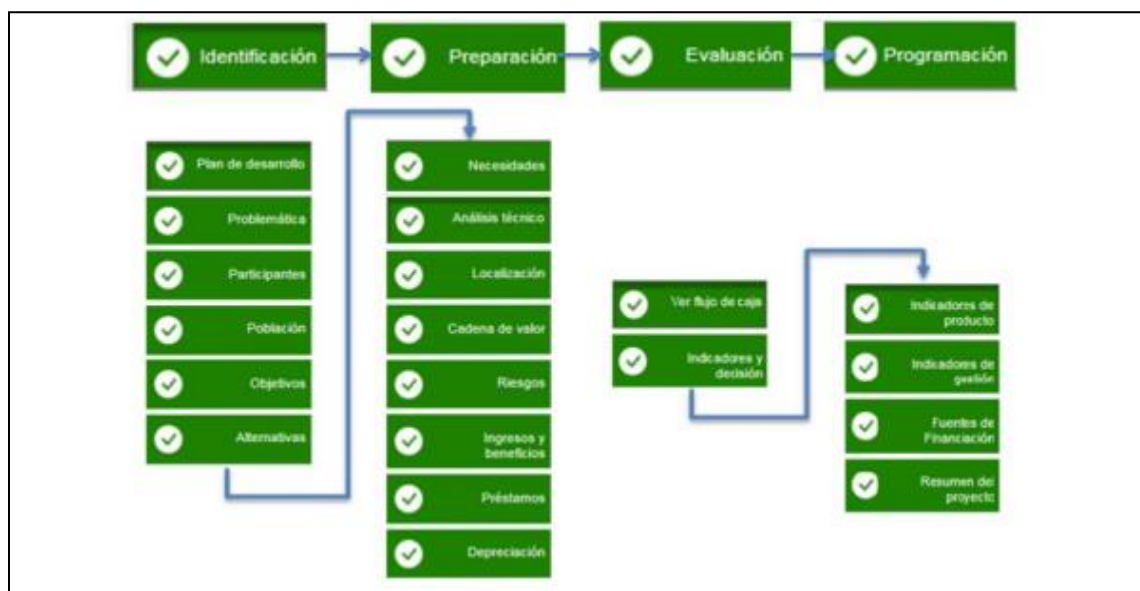 Identificación
Preparación
Evaluación
Programación
Plan de desarrollo
Problemática
Participantes
Población
Objetivos
Alternativas
Necesidades
Análisis técnico
Localización
Cadena de valor
Riesgos
Ingresos y
beneficios
Préstamos
Depreciación
Ver flujo de caja
Indicadores y
decisión
Indicadores de
producto
Indicadores de
gestión
Fuentes de
Financiación
Resumen del
proyecto